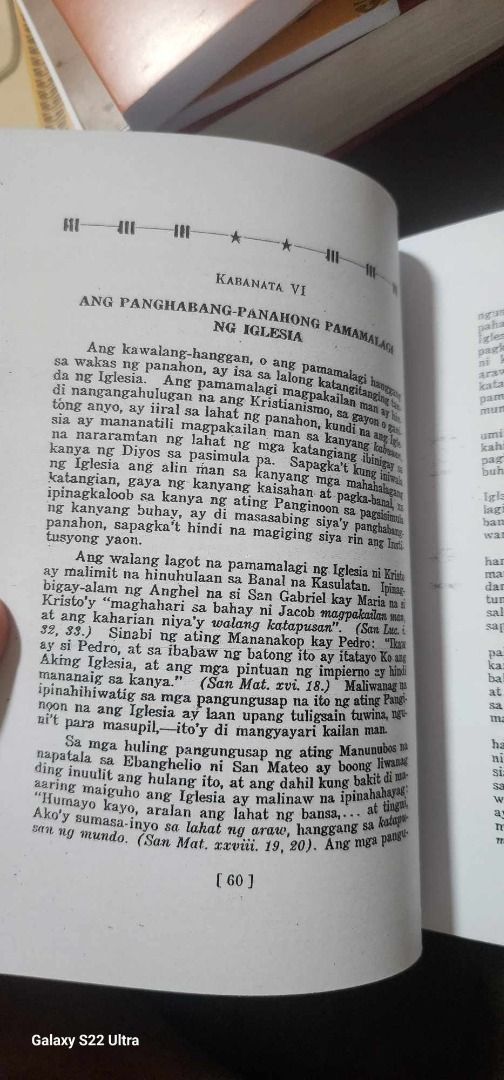 KABANATA VI
ANG PANGHABANG-PANAHONG PAMAMALAGI
NG IGLESIA
Ang kawalang-hanggan, o ang pamamalagi hanggang
sa wakas ng panahon, ay isa sa lalong katangitanging tan-
da ng Iglesia. Ang pamamalagi magpakailan man ay hin-
di nangangahulugan na ang Kristianismo, sa gayon o gani-
tong anyo, ay iiral sa lahat ng panahon, kundi na ang Igle-
sia ay mananatili magpakailan man sa kanyang kabuuan,
na nararamtan ng lahat ng mga katangiang ibinigay sa
kanya ng Diyos sa pasimula pa. Sapagka't kung iniwala
ng Iglesia ang alin man sa kanyang mga mahahalagang
katangian, gaya ng kanyang kaisahan at pagka-banal, na
ipinagkaloob sa kanya ng ating Panginoon sa pagsisimula
ng kanyang buhay, ay di masasabing siya'y panghabang-
panahon, sapagka't hindi na magiging siya rin ang Insti-
tusyong yaon.
Ang walang lagot na pamamalagi ng Iglesia ni Kristo
ay malimit na hinuhulaan sa Banal na Kasulatan. Ipinag-
bigay-alam ng Anghel na si San Gabriel kay Maria na si
Kristo'y "maghahari sa bahay ni Jacob magpakailan man,
at ang kaharian niya'y walang katapusan". (San Luc. i.
32, 33.) Sinabi ng ating Mananakop kay Pedro: "Ikaw
ay si Pedro, at sa ibabaw ng batong ito ay itatayo Ko ang
Aking Iglesia, at ang mga pintuan ng impierno ay hindi
mananaig sa kanya." (San Mat. xvi. 18.) Maliwanag na
ipinahihiwatig sa mga pangungusap na ito ng ating Pangi-
noon na ang Iglesia ay laan upang tuligsain tuwina, ngu-
ni't para masupil,—ito'y di mangyayari kailan man.
Sa mga huling pangungusap ng ating Manunubos na
napatala sa Ebanghelio ni San Mateo ay boong liwanag
ding inuulit ang hulang ito, at ang dahil kung bakit di ma-
aaring maiguho ang Iglesia ay malinaw na ipinahahayag:
"Humayo kayo, aralan ang lahat ng bansa,... at tingni,
Ako'y sumasa-inyo sa lahat ng araw, hanggang sa katapu-
san ng mundo. (San Mat. xxviii. 19, 20). Ang mga pangu-
[ 60 ]
Galaxy S22 Ultra